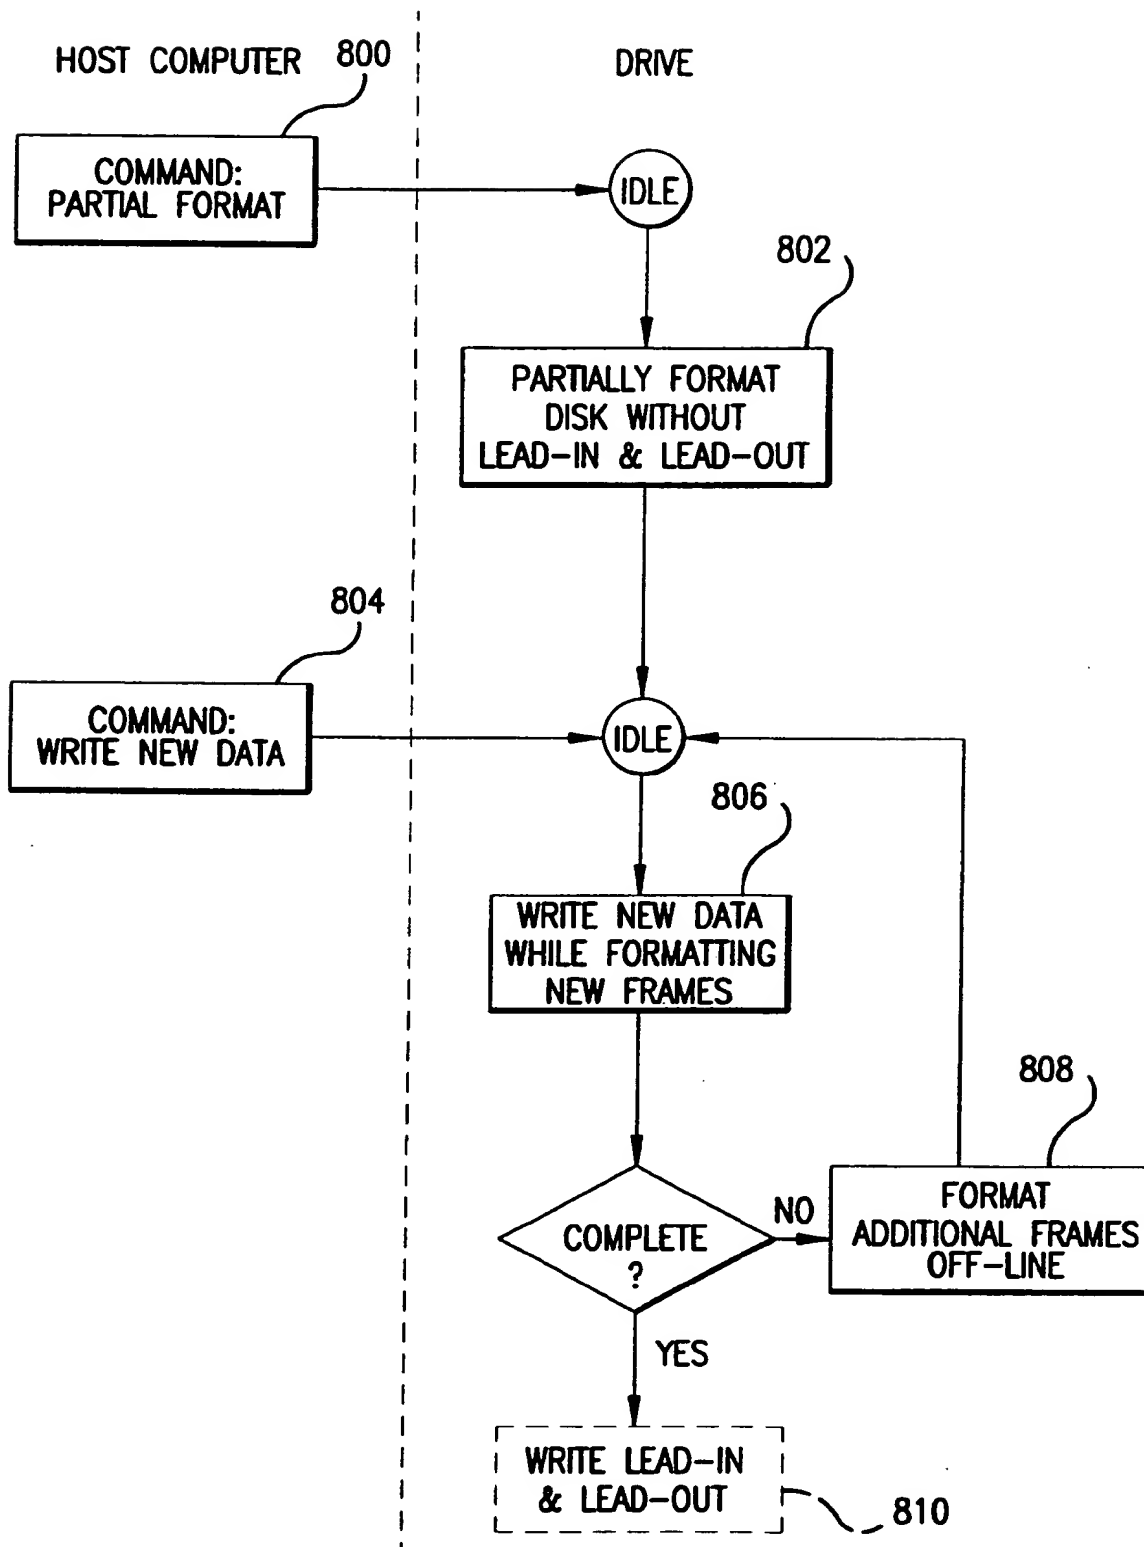 HOST COMPUTER
800
DRIVE
COMMAND:
PARTIAL FORMAT
IDLE
802
PARTIALLY FORMAT
DISK WITHOUT
LEAD-IN & LEAD-OUT
804
COMMAND:
WRITE NEW DATA
IDLE
806
WRITE NEW DATA
WHILE FORMATTING
NEW FRAMES
808
COMPLETE
?
NO
FORMAT
ADDITIONAL FRAMES
OFF-LINE
YES
WRITE LEAD-IN
& LEAD-OUT
810